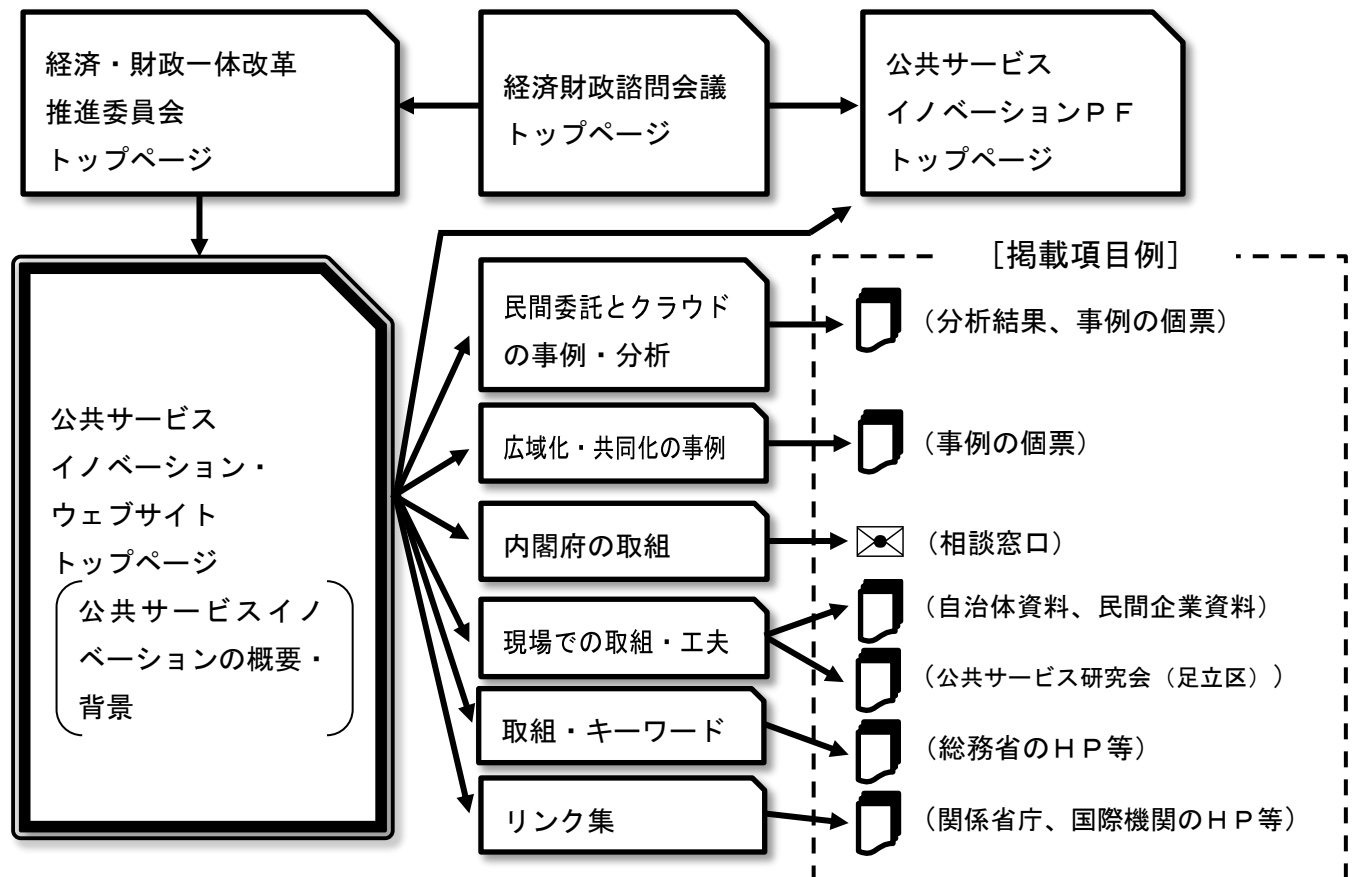 経済・財政一体改革
推進委員会
トップページ
経済財政諮問会議
トップページ
公共サービス
イノベーションＰＦ
トップページ
公共サービス
イノベーション・
ウェブサイト
トップページ
公共サービスイノ
ベーションの概要・
背景
［掲載項目例］
民間委託とクラウド
の事例・分析
（分析結果、事例の個票）
広域化・共同化の事例
（事例の個票）
内閣府の取組
（相談窓口）
現場での取組・工夫
（自治体資料、民間企業資料）
（公共サービス研究会（足立区））
取組・キーワード
（総務省のＨＰ等）
リンク集
（関係省庁、国際機関のＨＰ等）